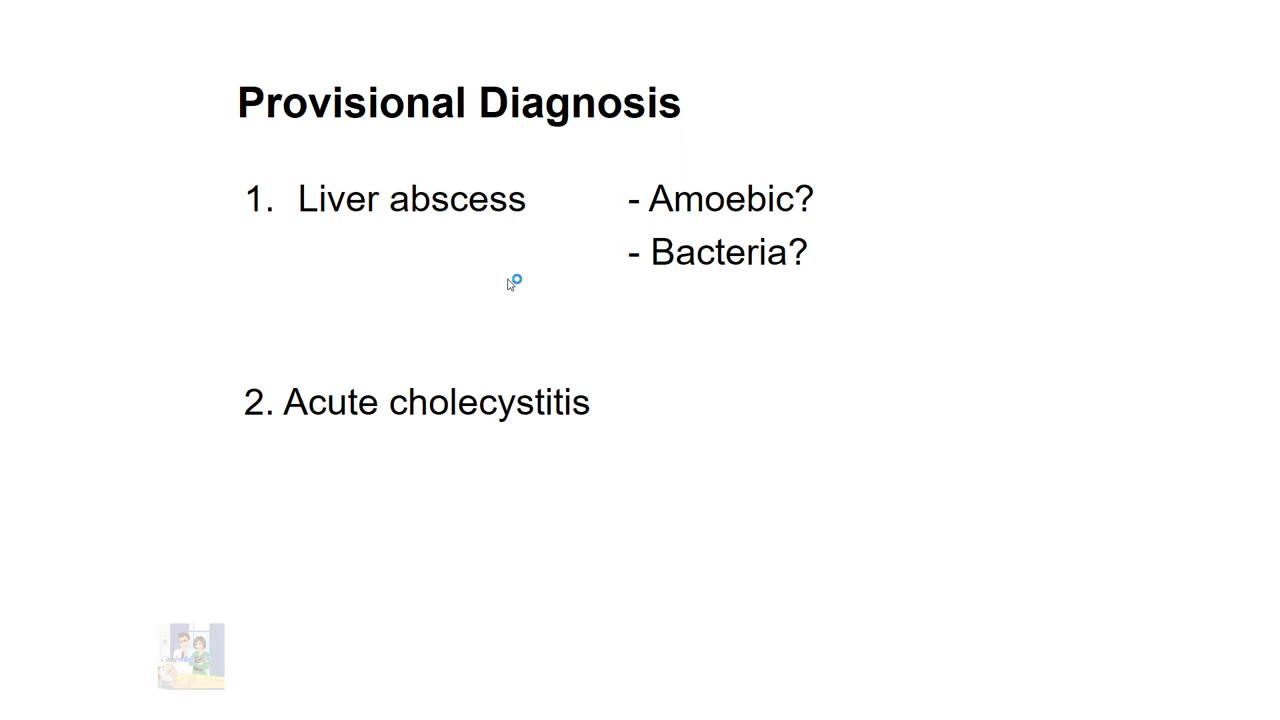 Provisional Diagnosis
1. Liver abscess - Amoebic?
- Bacteria?
2. Acute cholecystitis